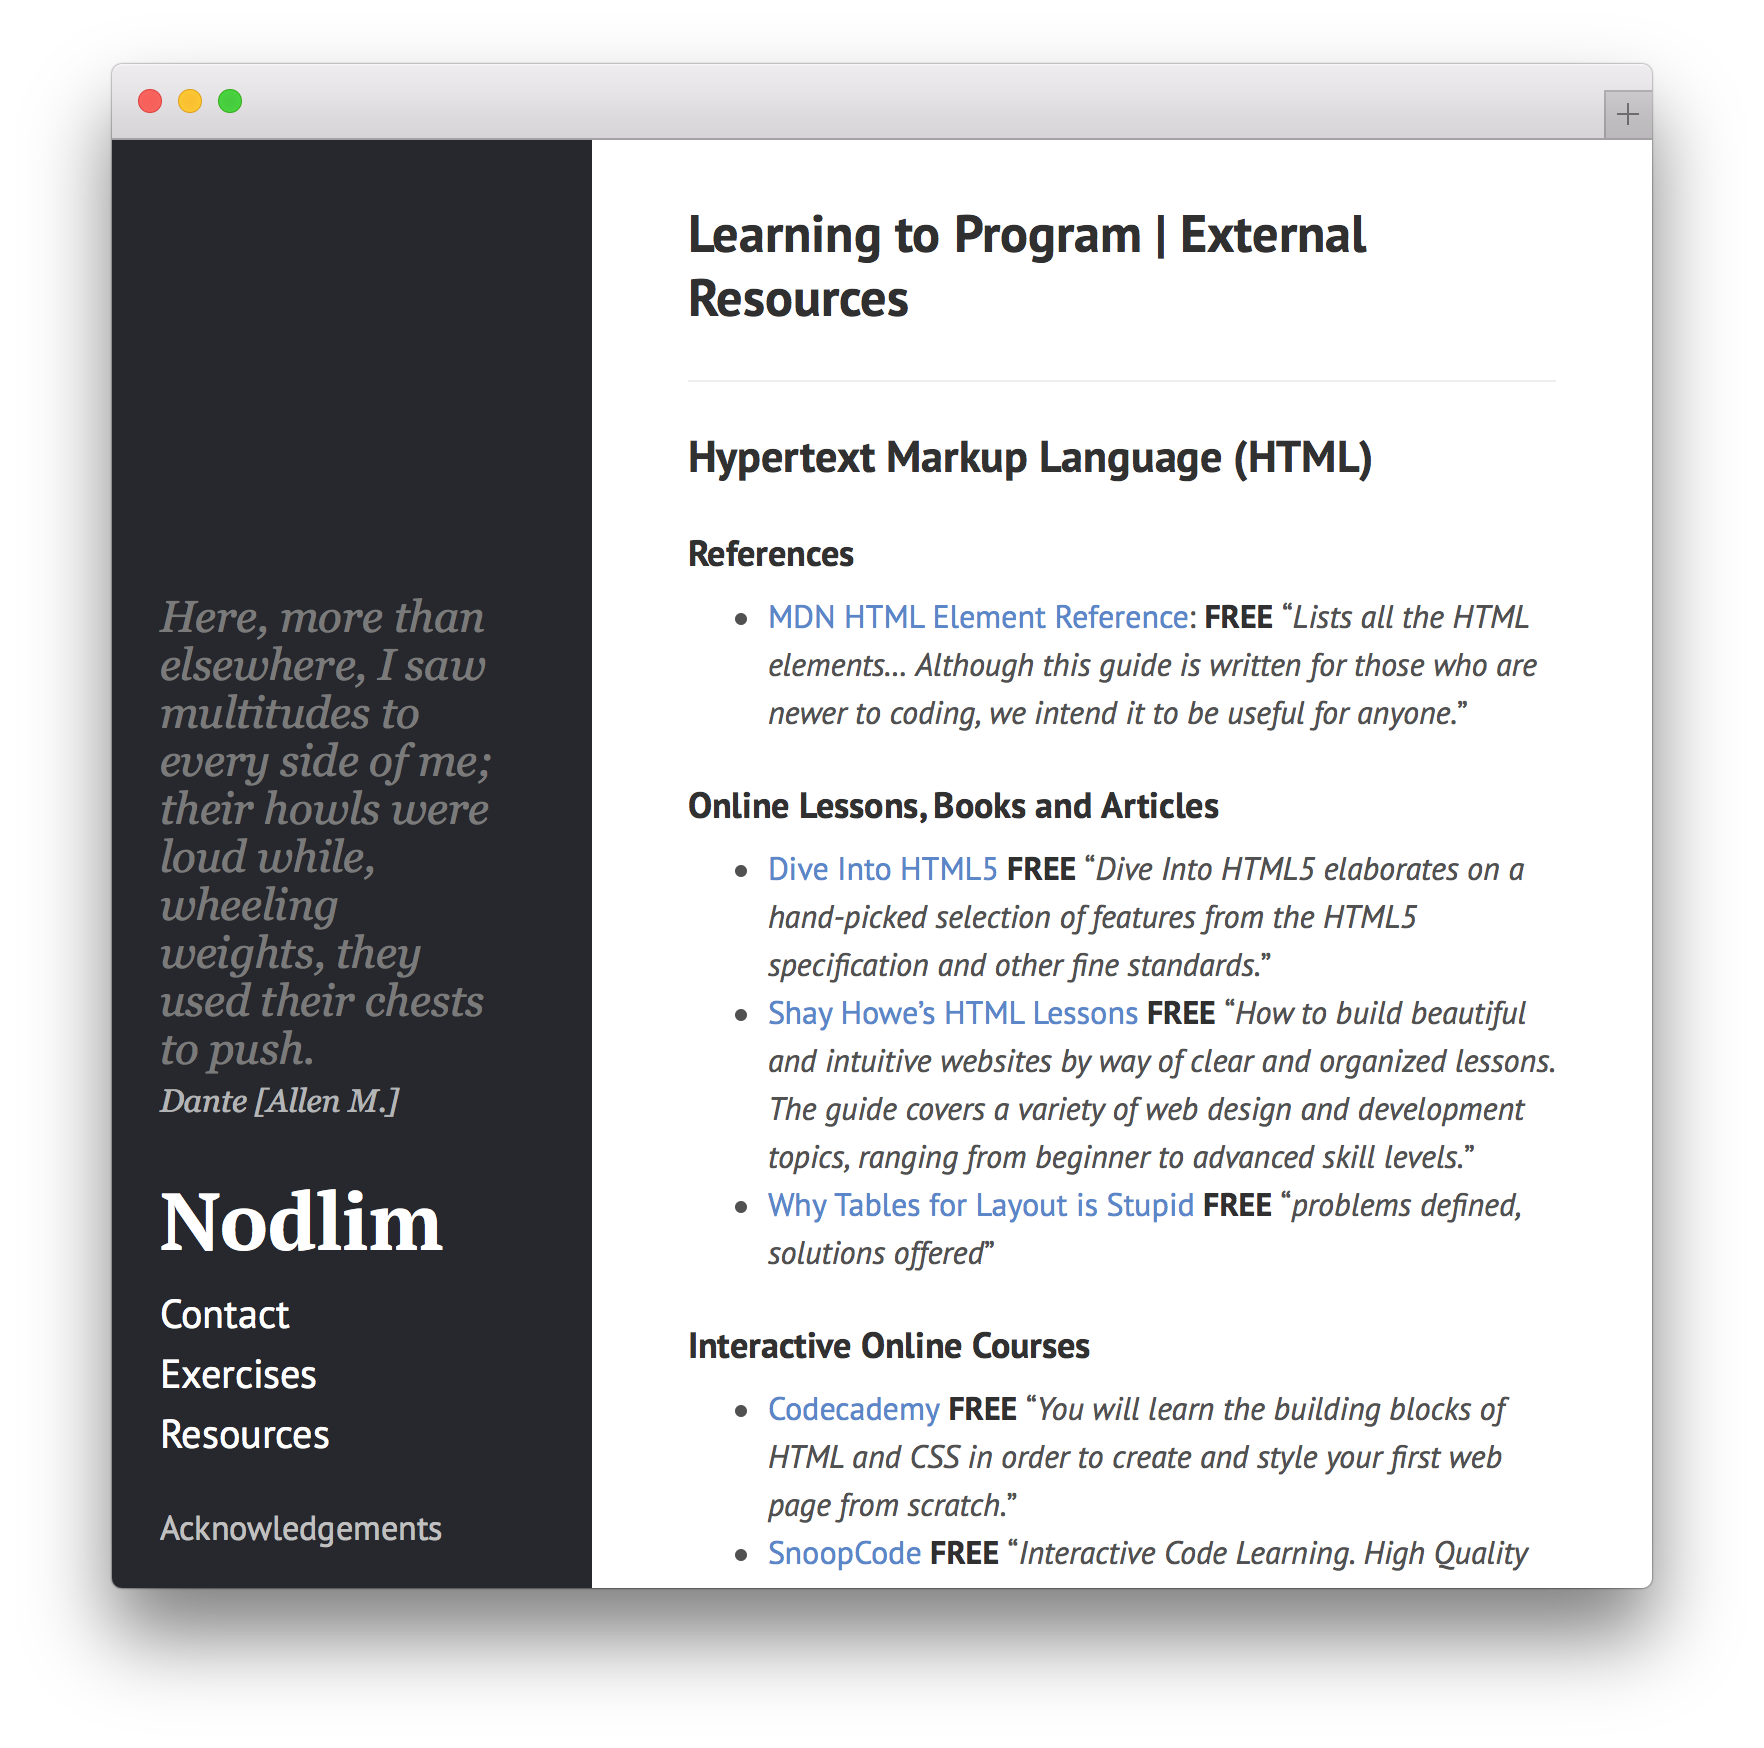 Here, more than
elsewhere, I saw
multitudes to
every side of me;
their howls were
loud while,
wheeling
weights, they
used their chests
to push.
Dante [Allen M.]
Nodlim
Contact
Exercises
Resources
Acknowledgements
Learning to Program | External
Resources
Hypertext Markup Language (HTML)
References
• MDN HTML Element Reference: FREE “Lists all the HTML
elements… Although this guide is written for those who are
newer to coding, we intend it to be useful for anyone.”
Online Lessons, Books and Articles
• Dive Into HTML5 FREE “Dive Into HTML5 elaborates on a
hand-picked selection of features from the HTML5
specification and other fine standards.”
• Shay Howe’s HTML Lessons FREE “How to build beautiful
and intuitive websites by way of clear and organized lessons.
The guide covers a variety of web design and development
topics, ranging from beginner to advanced skill levels.”
• Why Tables for Layout is Stupid FREE “problems defined,
solutions offered”
Interactive Online Courses
• Codecademy FREE “You will learn the building blocks of
HTML and CSS in order to create and style your first web
page from scratch.”
• SnoopCode FREE “Interactive Code Learning. High Quality